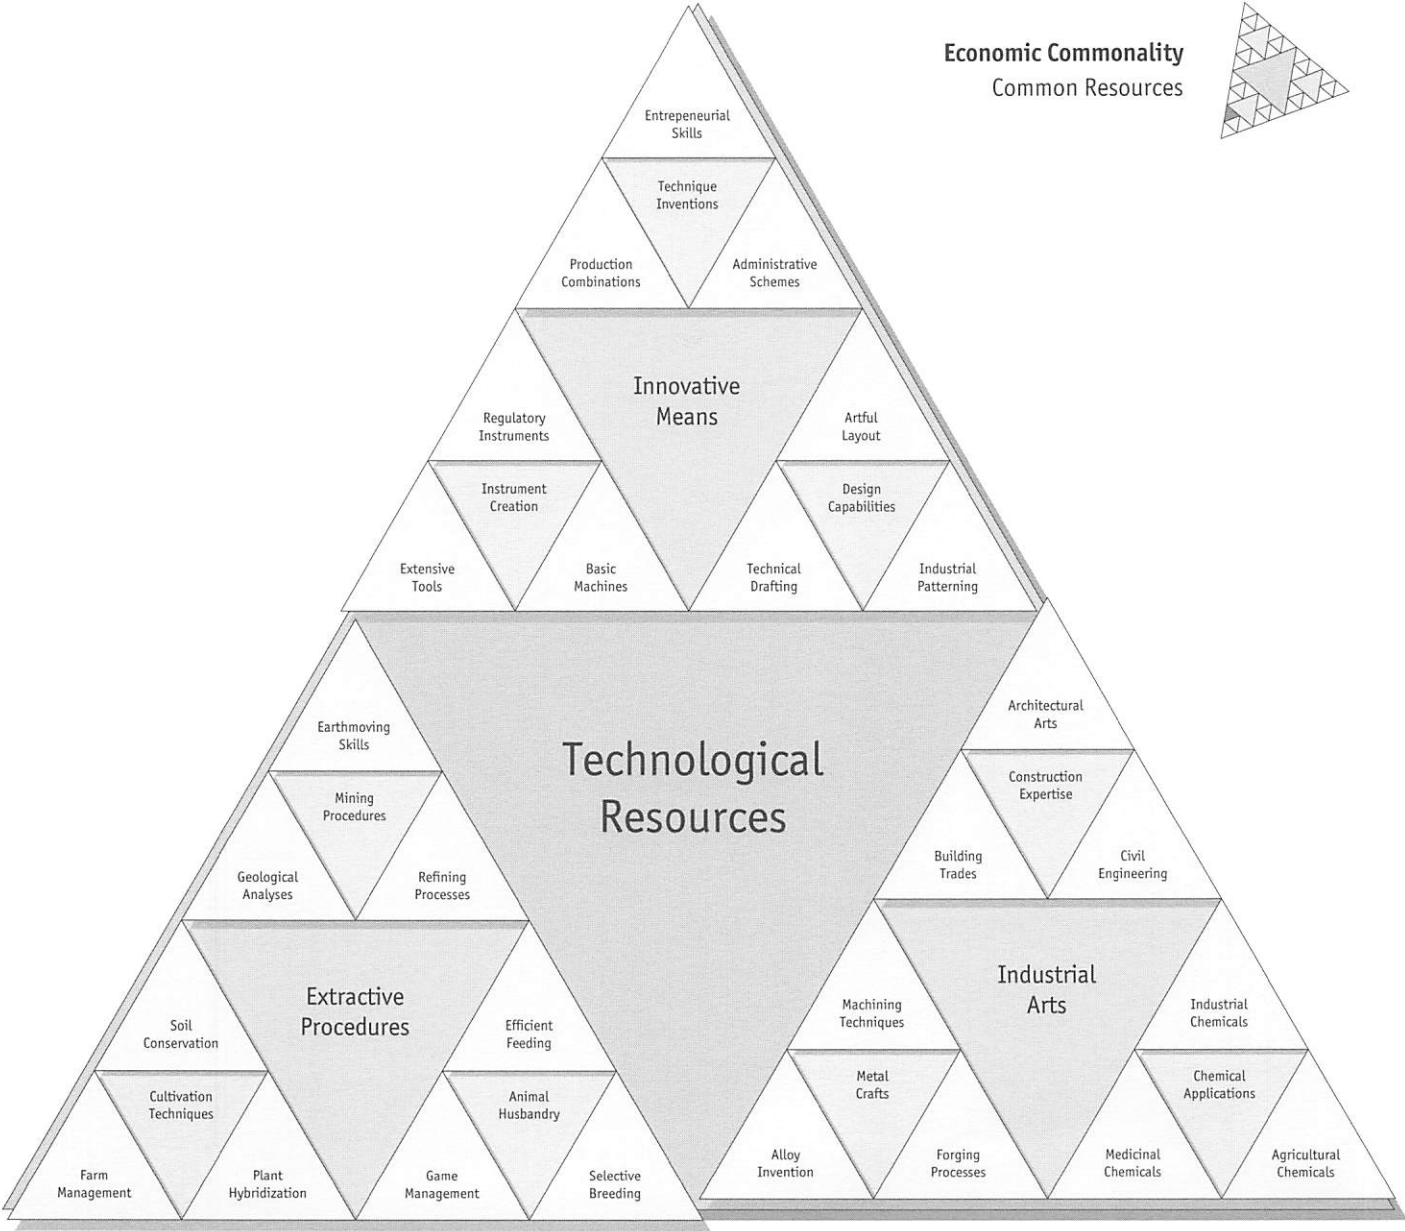 Economic Commonality
Common Resources
Entrepeneurial
Skills
Technique
Inventions
Production
Combinations
Administrative
Schemes
Innovative
Means
Regulatory
Instruments
Artful
Layout
Instrument
Creation
Design
Capabilities
Extensive
Tools
Basic
Machines
Technical
Drafting
Industrial
Patterning
Technological
Resources
Earthmoving
Skills
Mining
Procedures
Geological
Analyses
Refining
Processes
Extractive
Procedures
Soil
Conservation
Efficient
Feeding
Cultivation
Techniques
Animal
Husbandry
Farm
Management
Plant
Hybridization
Game
Management
Selective
Breeding
Architectural
Arts
Construction
Expertise
Building
Trades
Civil
Engineering
Industrial
Arts
Machining
Techniques
Industrial
Chemicals
Metal
Crafts
Chemical
Applications
Alloy
Invention
Forging
Processes
Medicinal
Chemicals
Agricultural
Chemicals